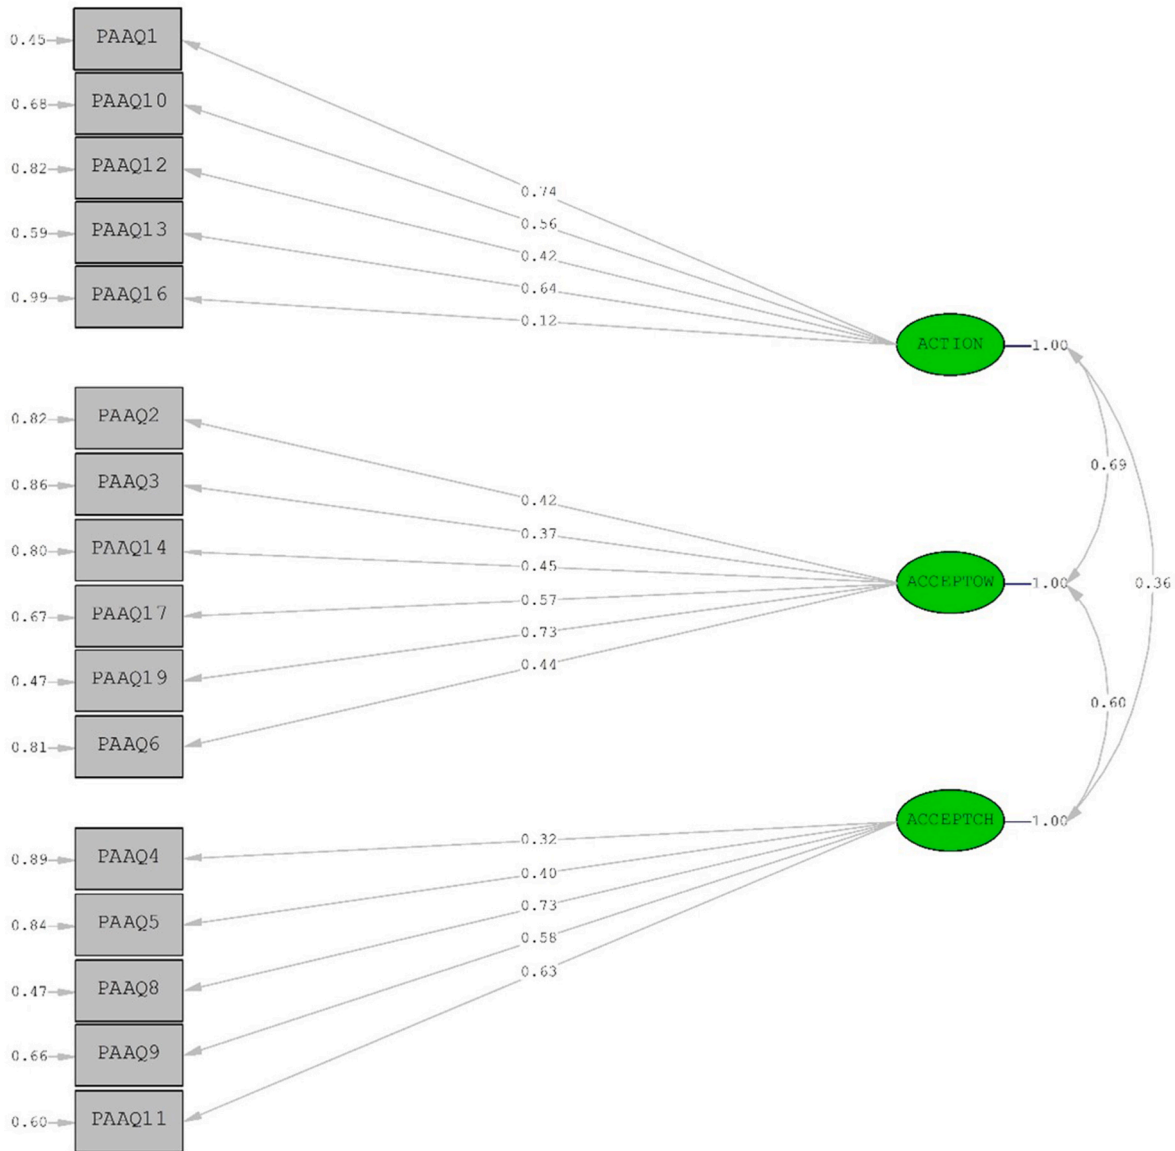 0.45 PAAQ1
0.68 PAAQ10
0.82 PAAQ12
0.59 PAAQ13
0.99 PAAQ16
0.74
0.56
0.42
0.64
0.12
ACTION 1.00
0.82 PAAQ2
0.86 PAAQ3
0.80 PAAQ14
0.67 PAAQ17
0.47 PAAQ19
0.81 PAAQ6
0.42
0.37
0.45
0.57
0.73
0.44
ACCEPTOW 1.00
0.69
0.36
0.60
0.89 PAAQ4
0.84 PAAQ5
0.47 PAAQ8
0.66 PAAQ9
0.60 PAAQ11
0.32
0.40
0.73
0.58
0.63
ACCEPTCH 1.00